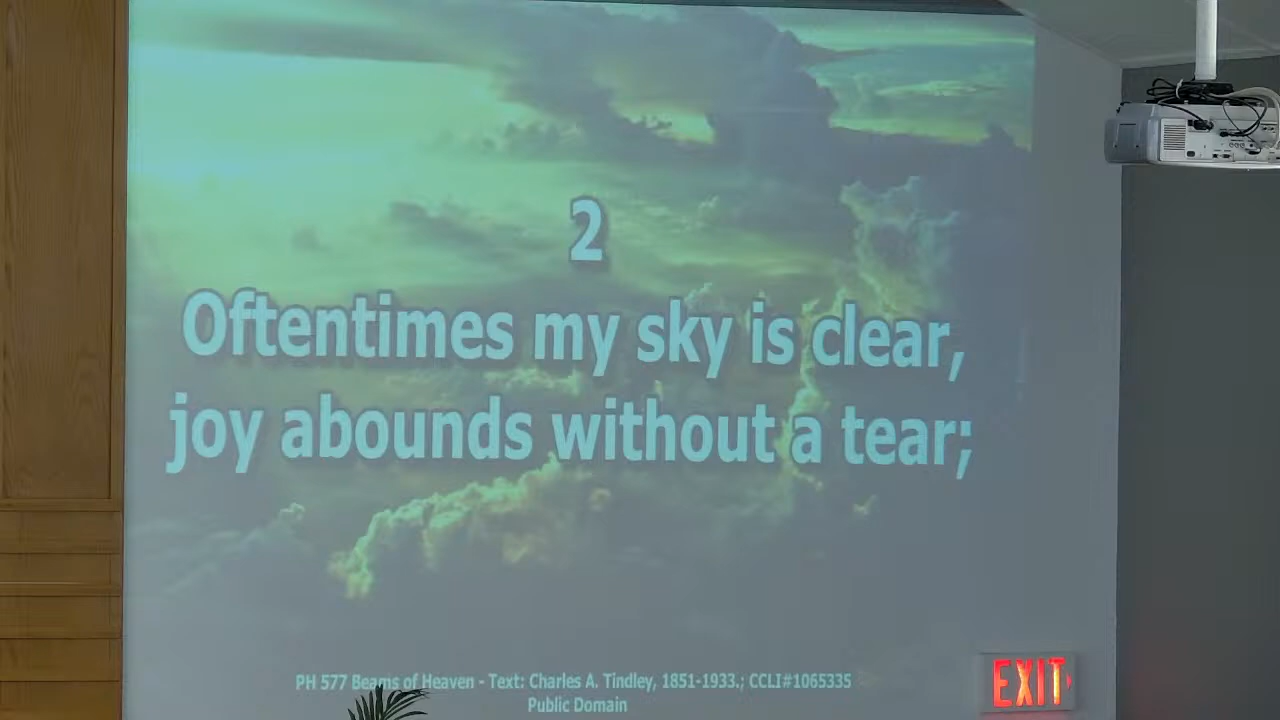 2
Oftentimes my sky is clear,
joy abounds without a tear;
PH 577 Beams of Heaven - Text: Charles A. Tindley, 1851-1933.; CCLI#1065335
Public Domain
EXIT